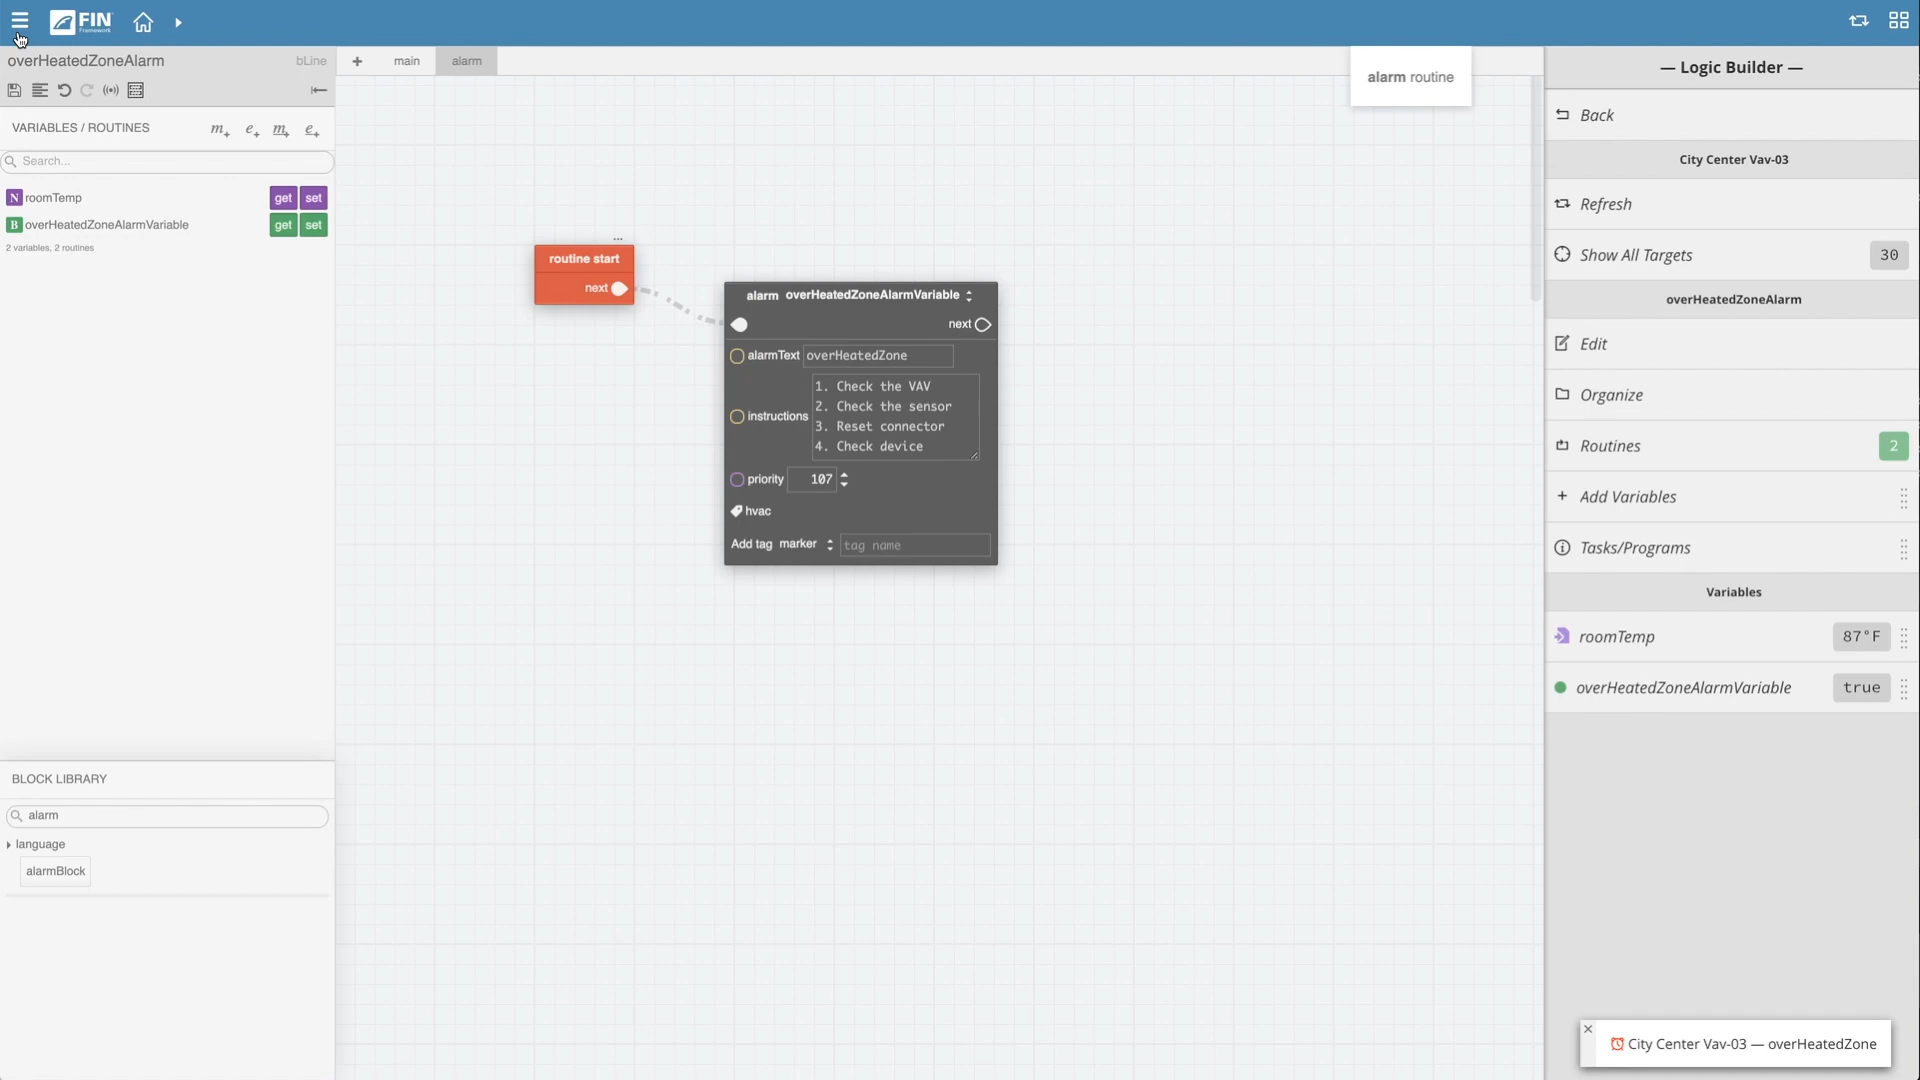 FIN
Framework
overHeatedZoneAlarm
bLine
VARIABLES / ROUTINES
m+ e+ m+ e+
Search...
N roomTemp get set
B overHeatedZoneAlarmVariable get set
2 variables, 2 routines
BLOCK LIBRARY
alarm
language
alarmBlock
+ main alarm
alarm routine
...
routine start
next
alarm overHeatedZoneAlarmVariable
next
alarmText overHeatedZone
instructions
1. Check the VAV
2. Check the sensor
3. Reset connector
4. Check device
priority 107
hvac
Add tag marker tag name
— Logic Builder —
Back
City Center Vav-03
Refresh
Show All Targets 30
overHeatedZoneAlarm
Edit
Organize
Routines 2
+ Add Variables
Tasks/Programs
Variables
roomTemp 87°F
overHeatedZoneAlarmVariable true
City Center Vav-03 — overHeatedZone